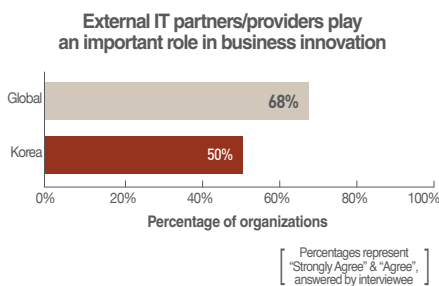 External IT partners/providers play
an important role in business innovation
Global
68%
Korea
50%
0%
20%
40%
60%
80%
100%
Percentage of organizations
Percentages represent
"Strongly Agree" & "Agree",
answered by interviewee